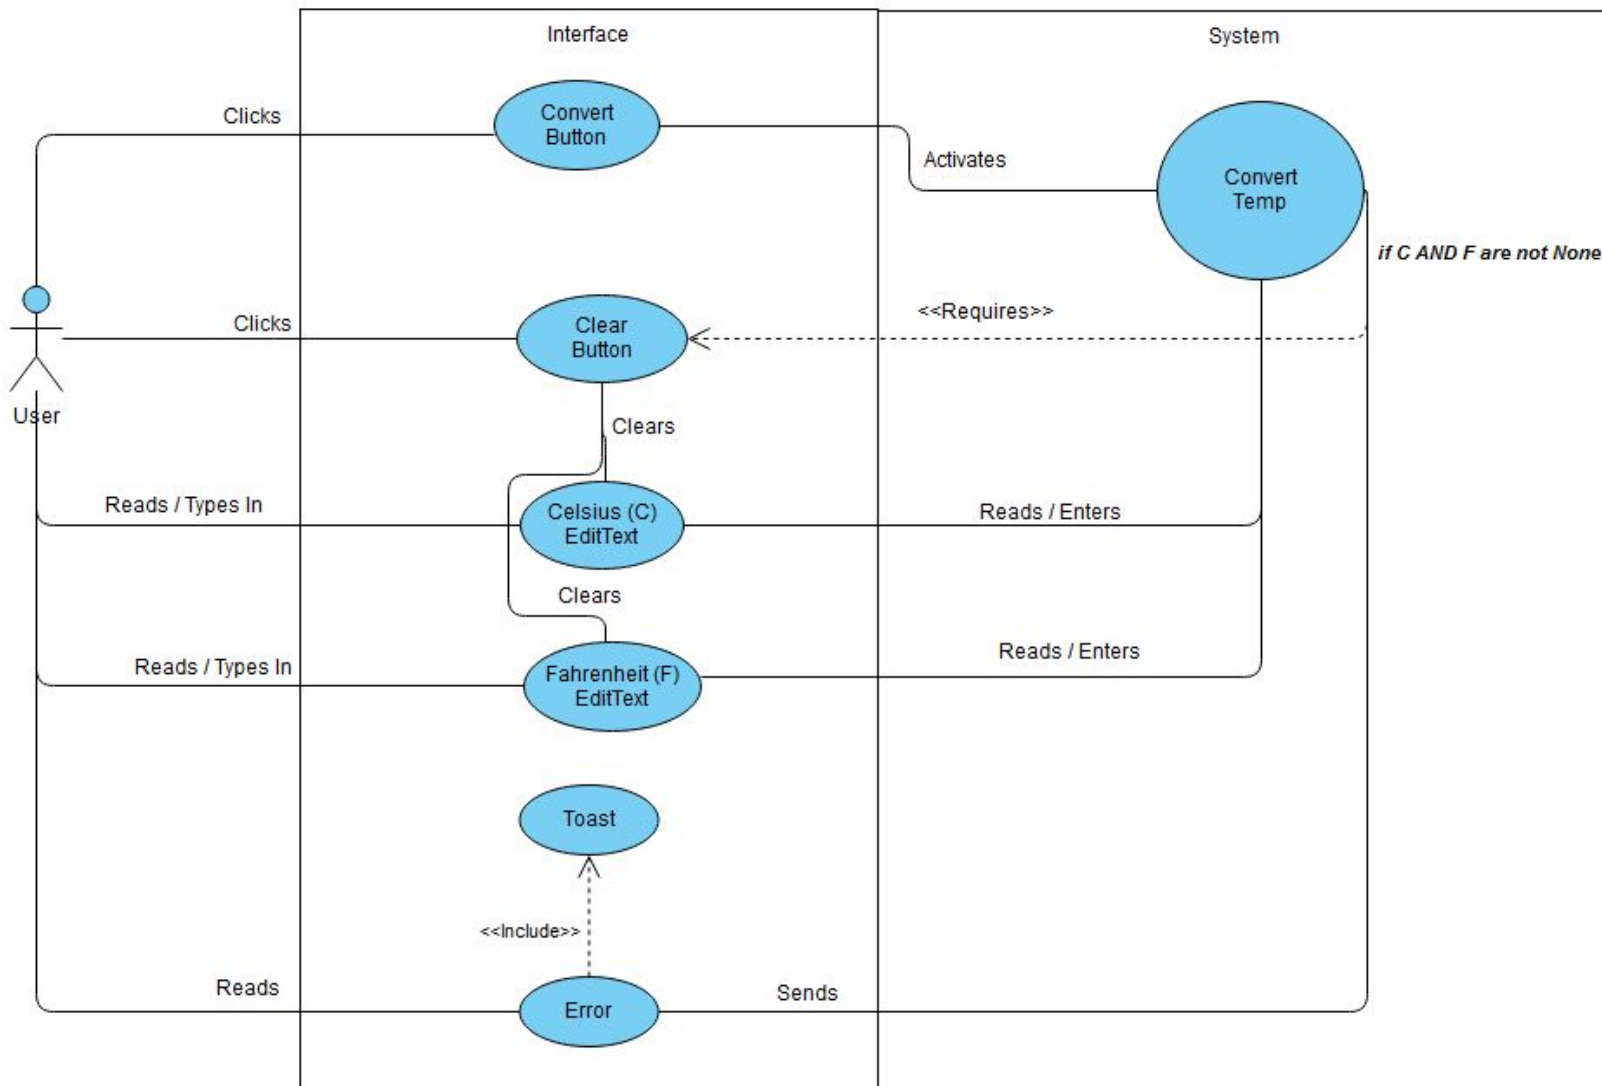 Interface
System
Clicks
Convert
Button
Activates
Convert
Temp
if C AND F are not None
<<Requires>>
Clicks
Clear
Button
User
Clears
Reads / Types In
Celsius (C)
EditText
Reads / Enters
Clears
Reads / Types In
Fahrenheit (F)
EditText
Reads / Enters
Toast
<<Include>>
Reads
Error
Sends